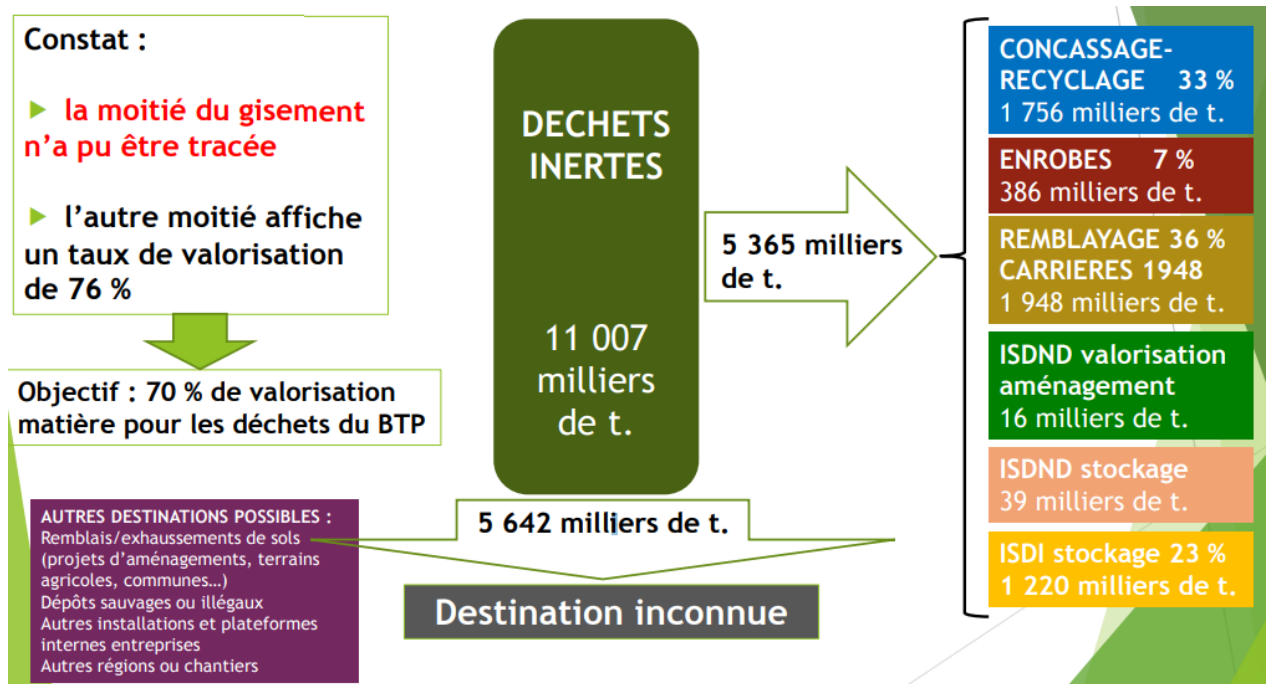 Constat :
la moitié du gisement
n’a pu être tracée
l’autre moitié affiche
un taux de valorisation
de 76 %
Objectif : 70 % de valorisation
matière pour les déchets du BTP
AUTRES DESTINATIONS POSSIBLES :
Remblais/exhaussements de sols
(projets d’aménagements, terrains
agricoles, communes…)
Dépôts sauvages ou illégaux
Autres installations et plateformes
internes entreprises
Autres régions ou chantiers
DECHETS
INERTES
11 007
milliers
de t.
5 642 milliers de t.
Destination inconnue
5 365 milliers
de t.
CONCASSAGE-
RECYCLAGE 33 %
1 756 milliers de t.
ENROBES 7 %
386 milliers de t.
REMBLAYAGE 36 %
CARRIERES 1948
1 948 milliers de t.
ISDND valorisation
aménagement
16 milliers de t.
ISDND stockage
39 milliers de t.
ISDI stockage 23 %
1 220 milliers de t.